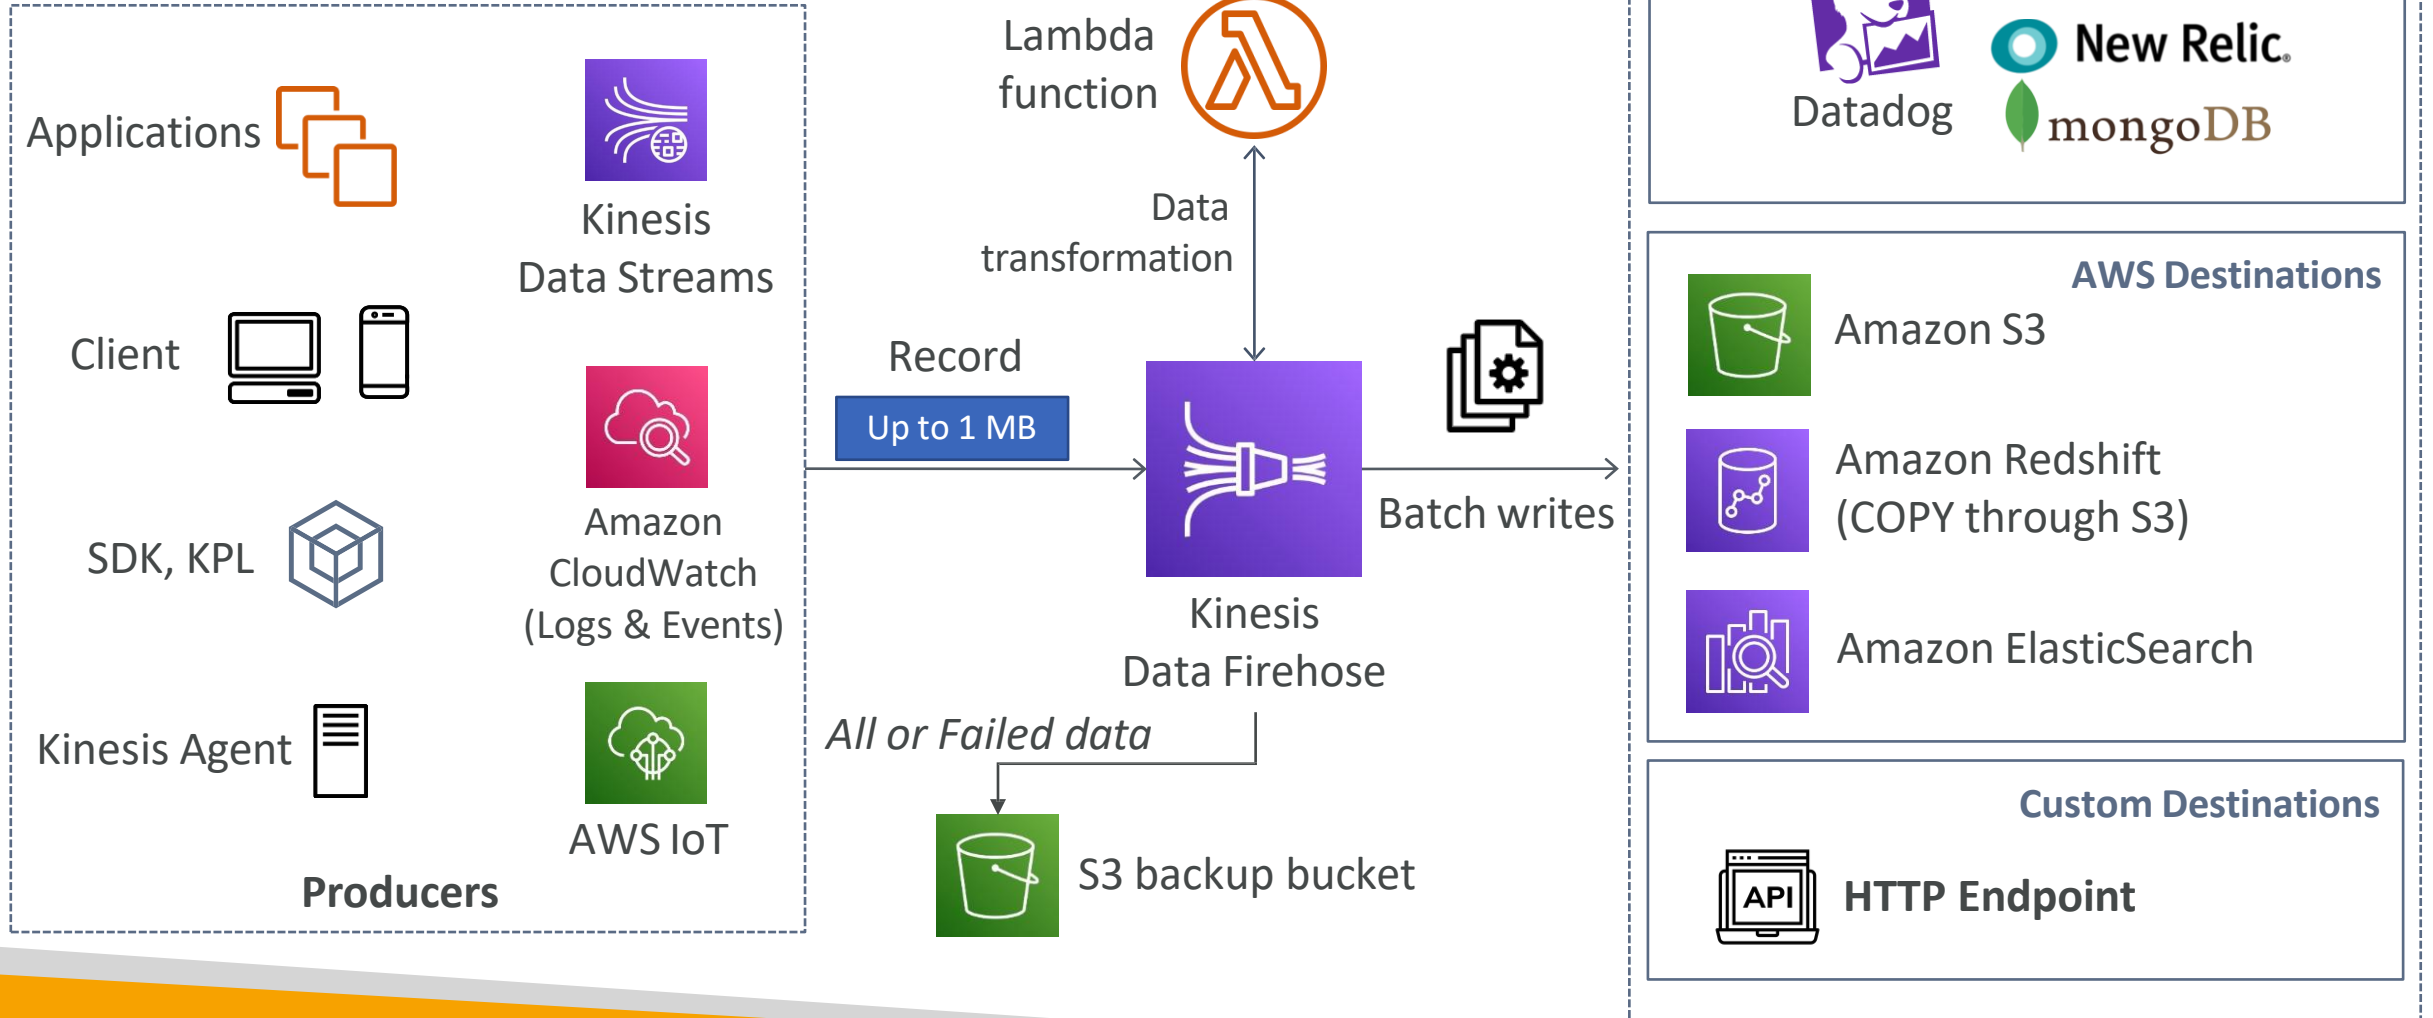 Applications
Kinesis
Data Streams
Client
Amazon
CloudWatch
(Logs & Events)
SDK, KPL
Kinesis Agent
AWS IoT
Producers
Lambda
function
Data
transformation
Record
Up to 1 MB
Kinesis
Data Firehose
Batch writes
All or Failed data
S3 backup bucket
Datadog
New Relic®
mongoDB
AWS Destinations
Amazon S3
Amazon Redshift
(COPY through S3)
Amazon ElasticSearch
Custom Destinations
API
HTTP Endpoint